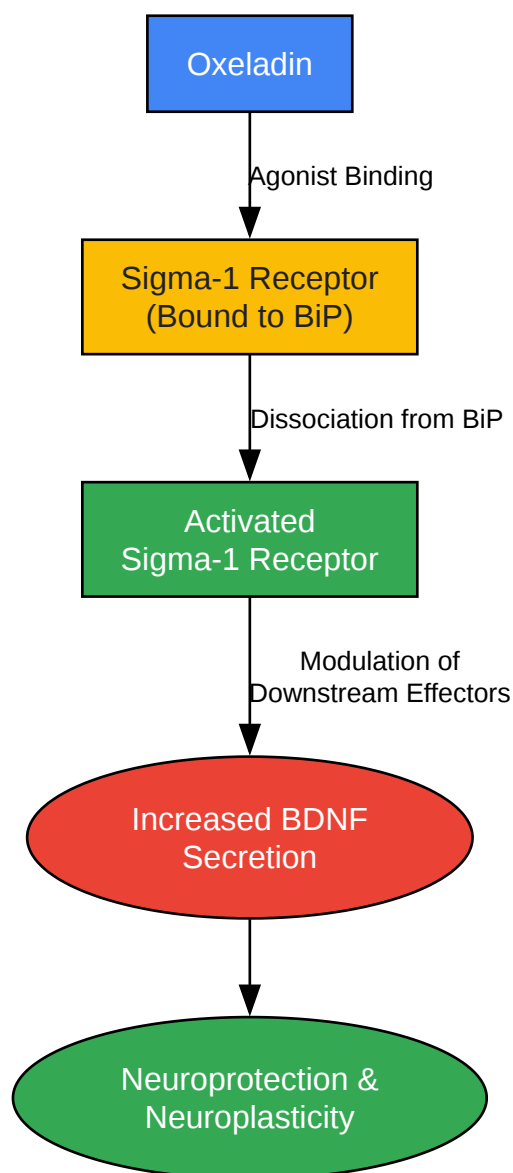 Oxeladin
Agonist Binding
Sigma-1 Receptor
(Bound to BiP)
Dissociation from BiP
Activated
Sigma-1 Receptor
Modulation of
Downstream Effectors
Increased BDNF
Secretion
Neuroprotection &
Neuroplasticity